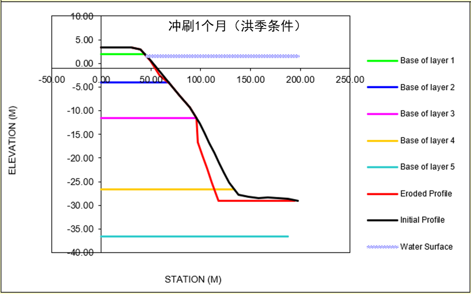 冲刷1个月（洪季条件）
10.00
5.00
0.00
-50.00 0.00 50.00 100.00 150.00 200.00 250.00
-5.00
-10.00
-15.00
-20.00
-25.00
-30.00
-35.00
-40.00
ELEVATION (M)
STATION (M)
Base of layer 1
Base of layer 2
Base of layer 3
Base of layer 4
Base of layer 5
Eroded Profile
Initial Profile
Water Surface